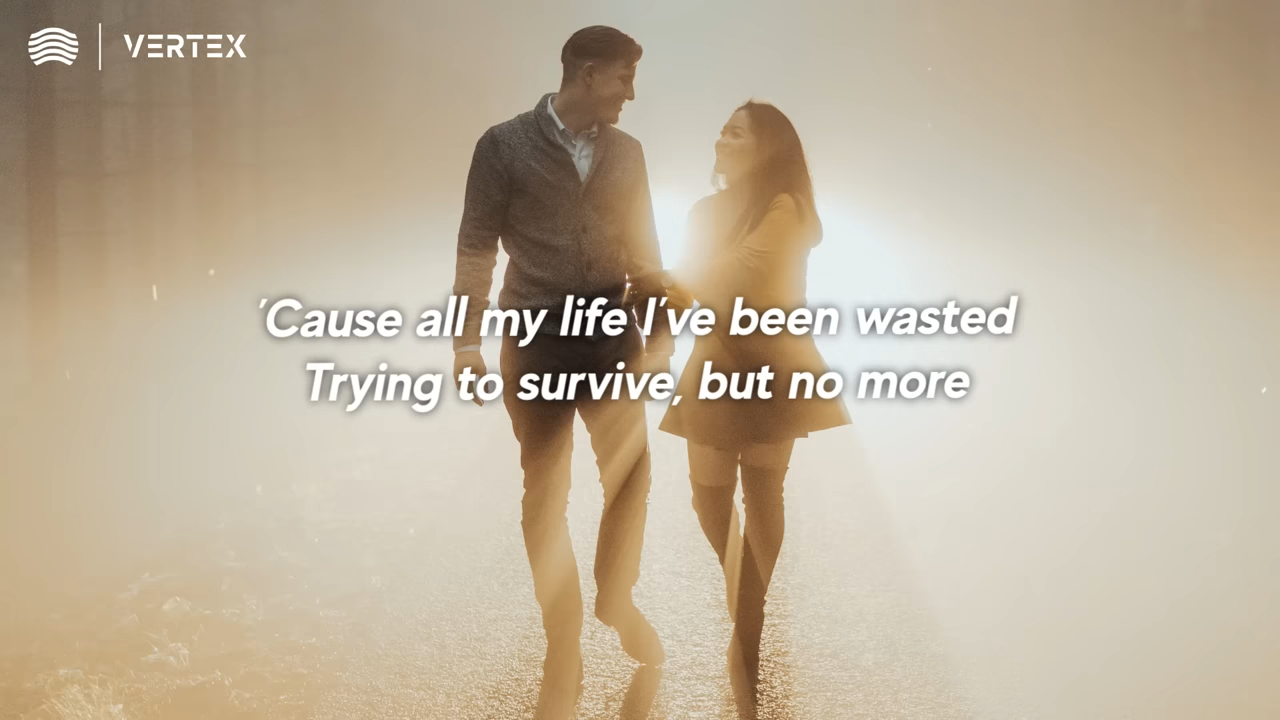 VERTEX
'Cause all my life I've been wasted
Trying to survive, but no more